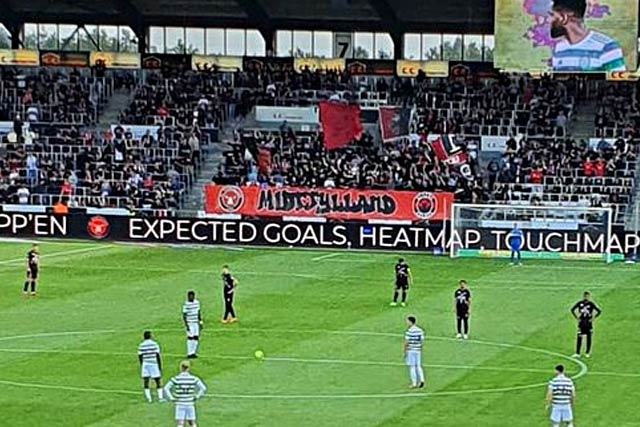 7
MIDTJYLLAND
PP'EN EXPECTED GOALS, HEATMAP, TOUCHMAP